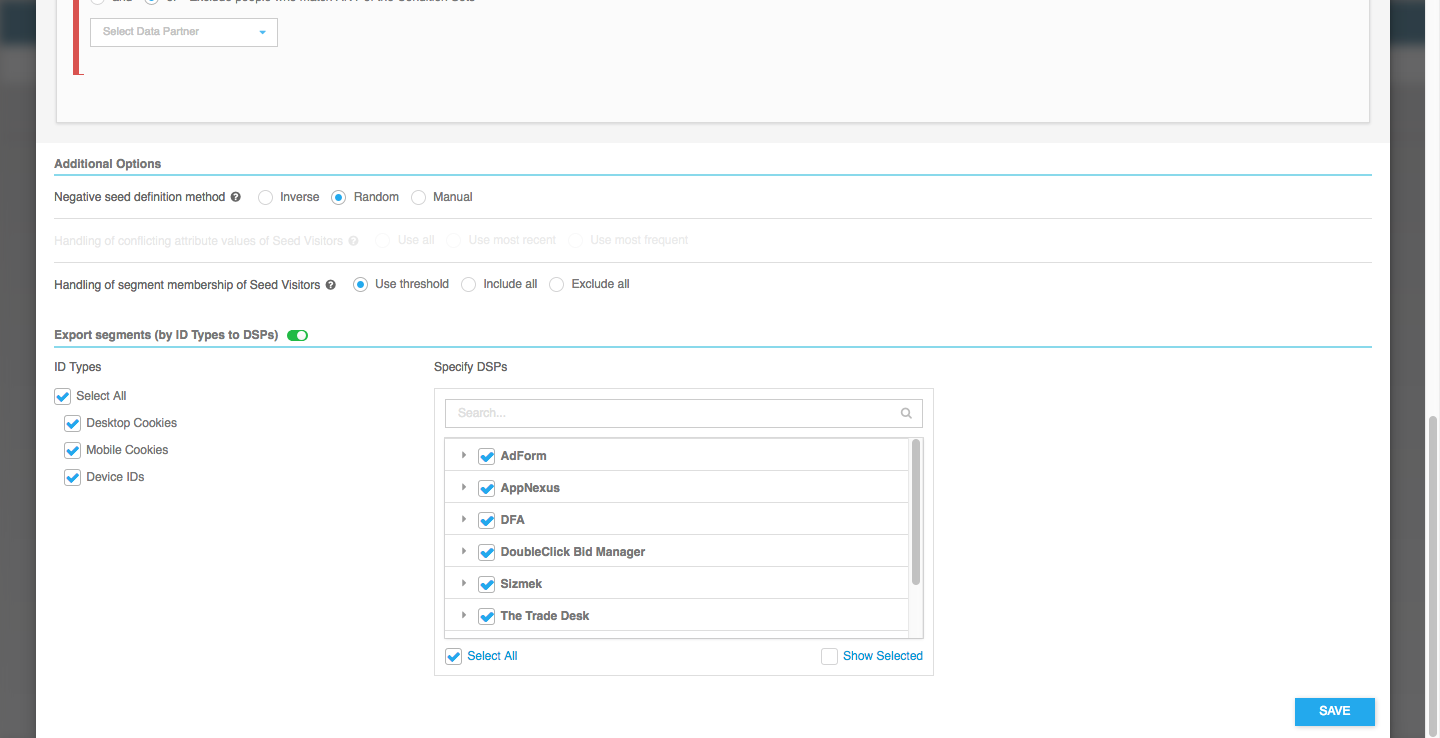 Select Data Partner
Additional Options
Negative seed definition method ? Inverse Random Manual
Handling of conflicting attribute values of Seed Visitors ? Use all Use most recent Use most frequent
Handling of segment membership of Seed Visitors ? Use threshold Include all Exclude all
Export segments (by ID Types to DSPs)
ID Types
Select All
Desktop Cookies
Mobile Cookies
Device IDs
Specify DSPs
Search...
AdForm
AppNexus
DFA
DoubleClick Bid Manager
Sizmek
The Trade Desk
Select All Show Selected
SAVE